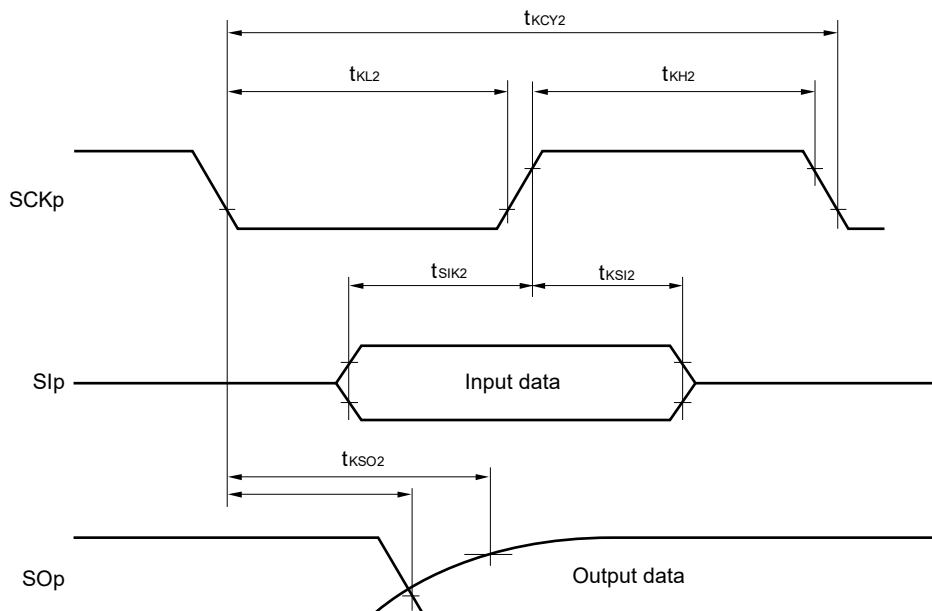 tKCY2
tKL2
tKH2
SCKp
tSIK2
tKSI2
SIp
Input data
tKSO2
SOp
Output data